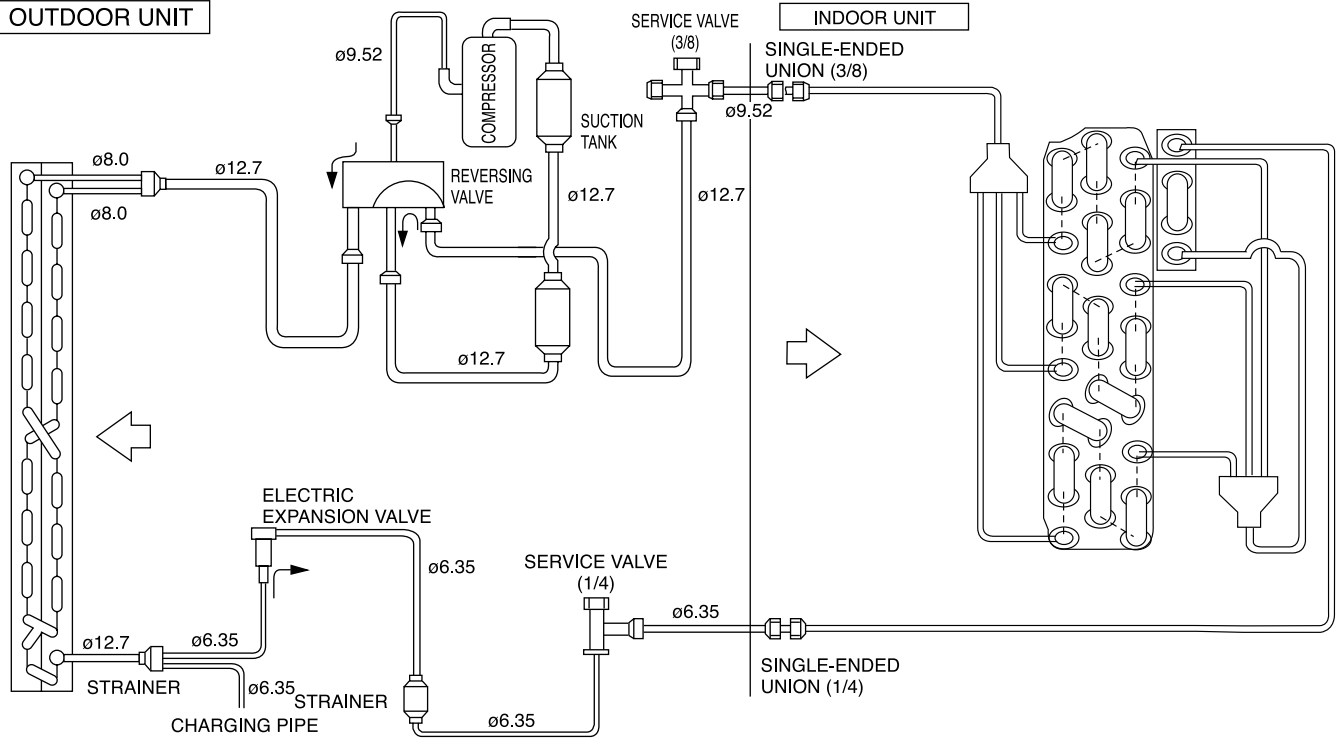 OUTDOOR UNIT
INDOOR UNIT
SERVICE VALVE
(3/8)
SINGLE-ENDED
UNION (3/8)
ø9.52
COMPRESSOR
SUCTION
TANK
ø9.52
ø8.0
ø12.7
REVERSING
VALVE
ø12.7
ø12.7
ø8.0
ø12.7
ELECTRIC
EXPANSION VALVE
ø6.35
SERVICE VALVE
(1/4)
ø6.35
ø12.7
ø6.35
SINGLE-ENDED
UNION (1/4)
STRAINER
ø6.35
STRAINER
CHARGING PIPE
ø6.35